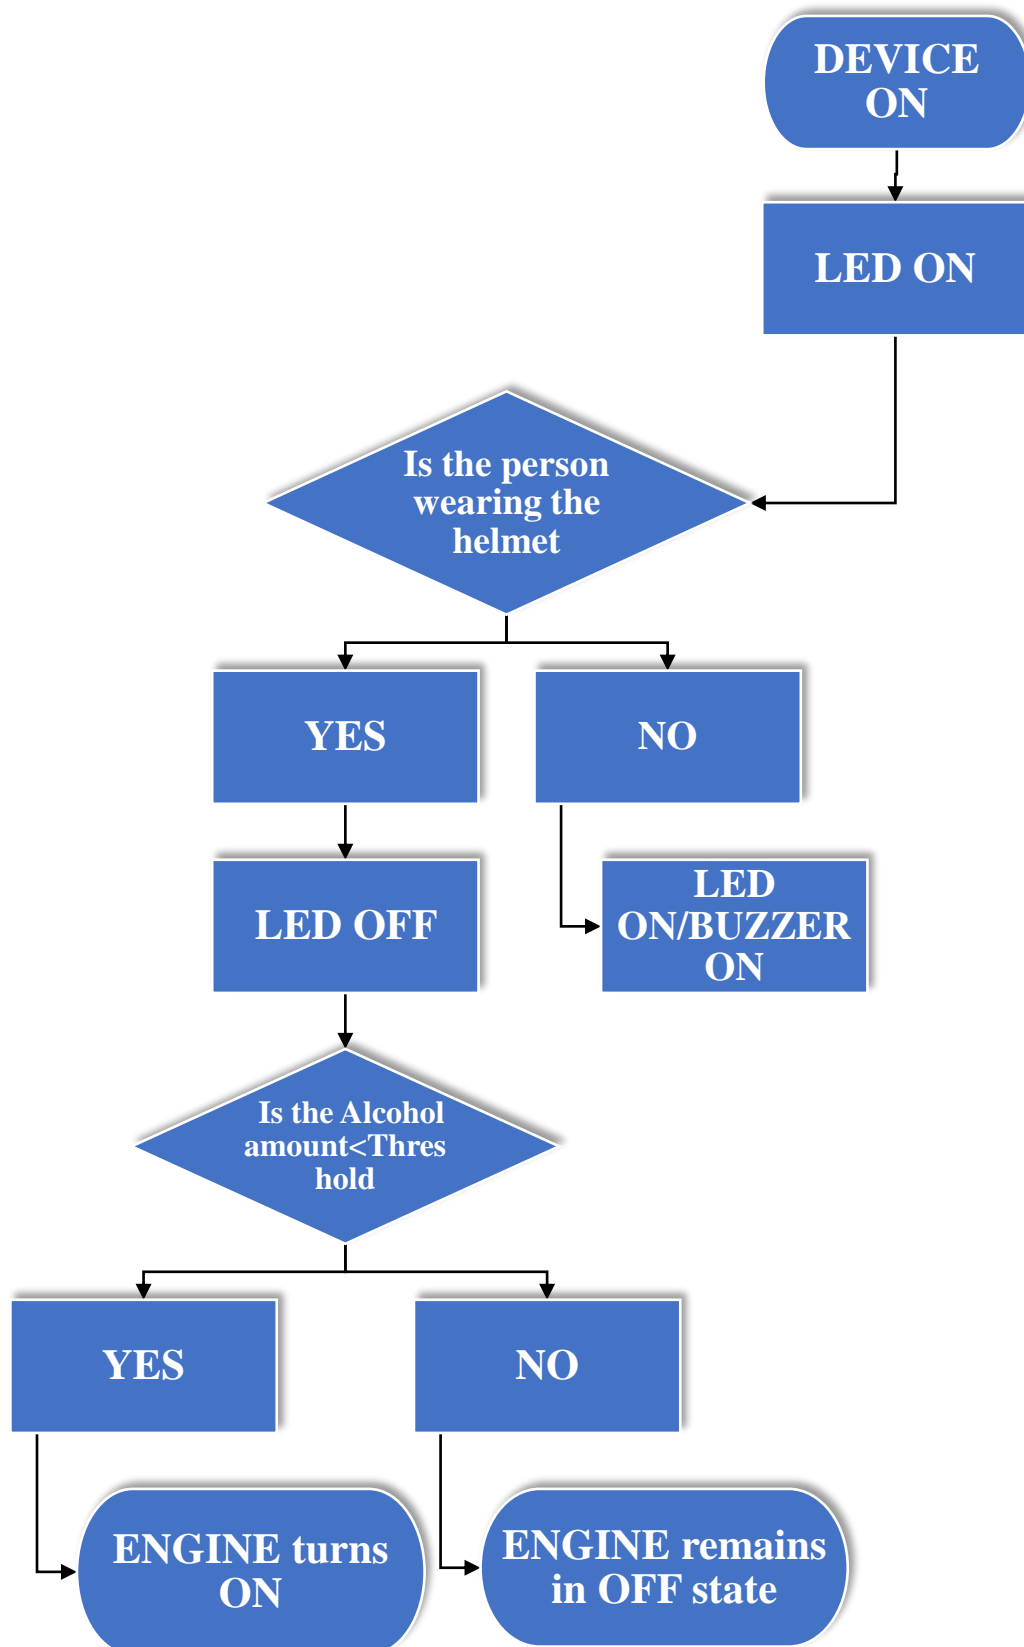 DEVICE
ON
LED ON
Is the person
wearing the
helmet
YES
NO
LED OFF
LED
ON/BUZZER
ON
Is the Alcohol
amount<Thres
hold
YES
NO
ENGINE turns
ON
ENGINE remains
in OFF state